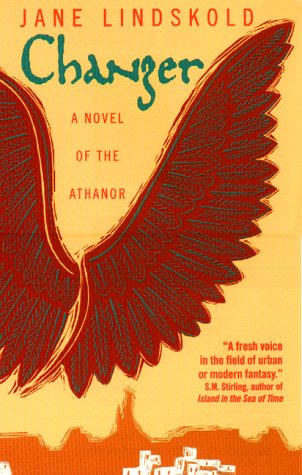 JANE LINDSKOLD
Changer
A NOVEL
OF THE
ATHANOR
"A fresh voice
in the field of urban
or modern fantasy."
S.M. Stirling, author of
Island in the Sea of Time